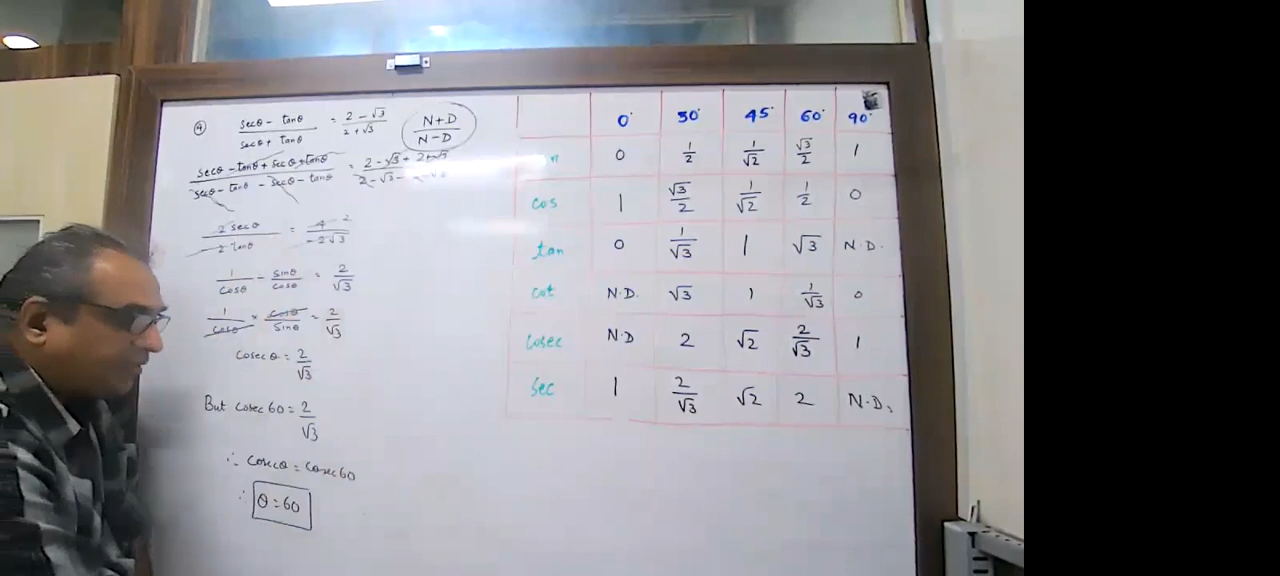 ④ secθ - tanθ / secθ + tanθ = 2 - √3 / 2 + √3
N+D / N-D
secθ - tanθ + secθ + tanθ / secθ - tanθ - secθ - tanθ = 2 - √3 + 2 + √3 / 2 - √3 -
2 secθ / -2 tanθ = 4 2 / -2√3
1/cosθ - sinθ/cosθ = 2/√3
1/cosθ × cosθ/sinθ = 2/√3
cosec θ = 2/√3
But cosec 60 = 2/√3
∴ cosecθ = cosec 60
∴ θ = 60
0° 30° 45° 60° 90°
n 0 1/2 1/√2 √3/2 1
cos 1 √3/2 1/√2 1/2 0
tan 0 1/√3 1 √3 N.D.
cot N.D. √3 1 1/√3 0
cosec N.D 2 √2 2/√3 1
sec 1 2/√3 √2 2 N.D.